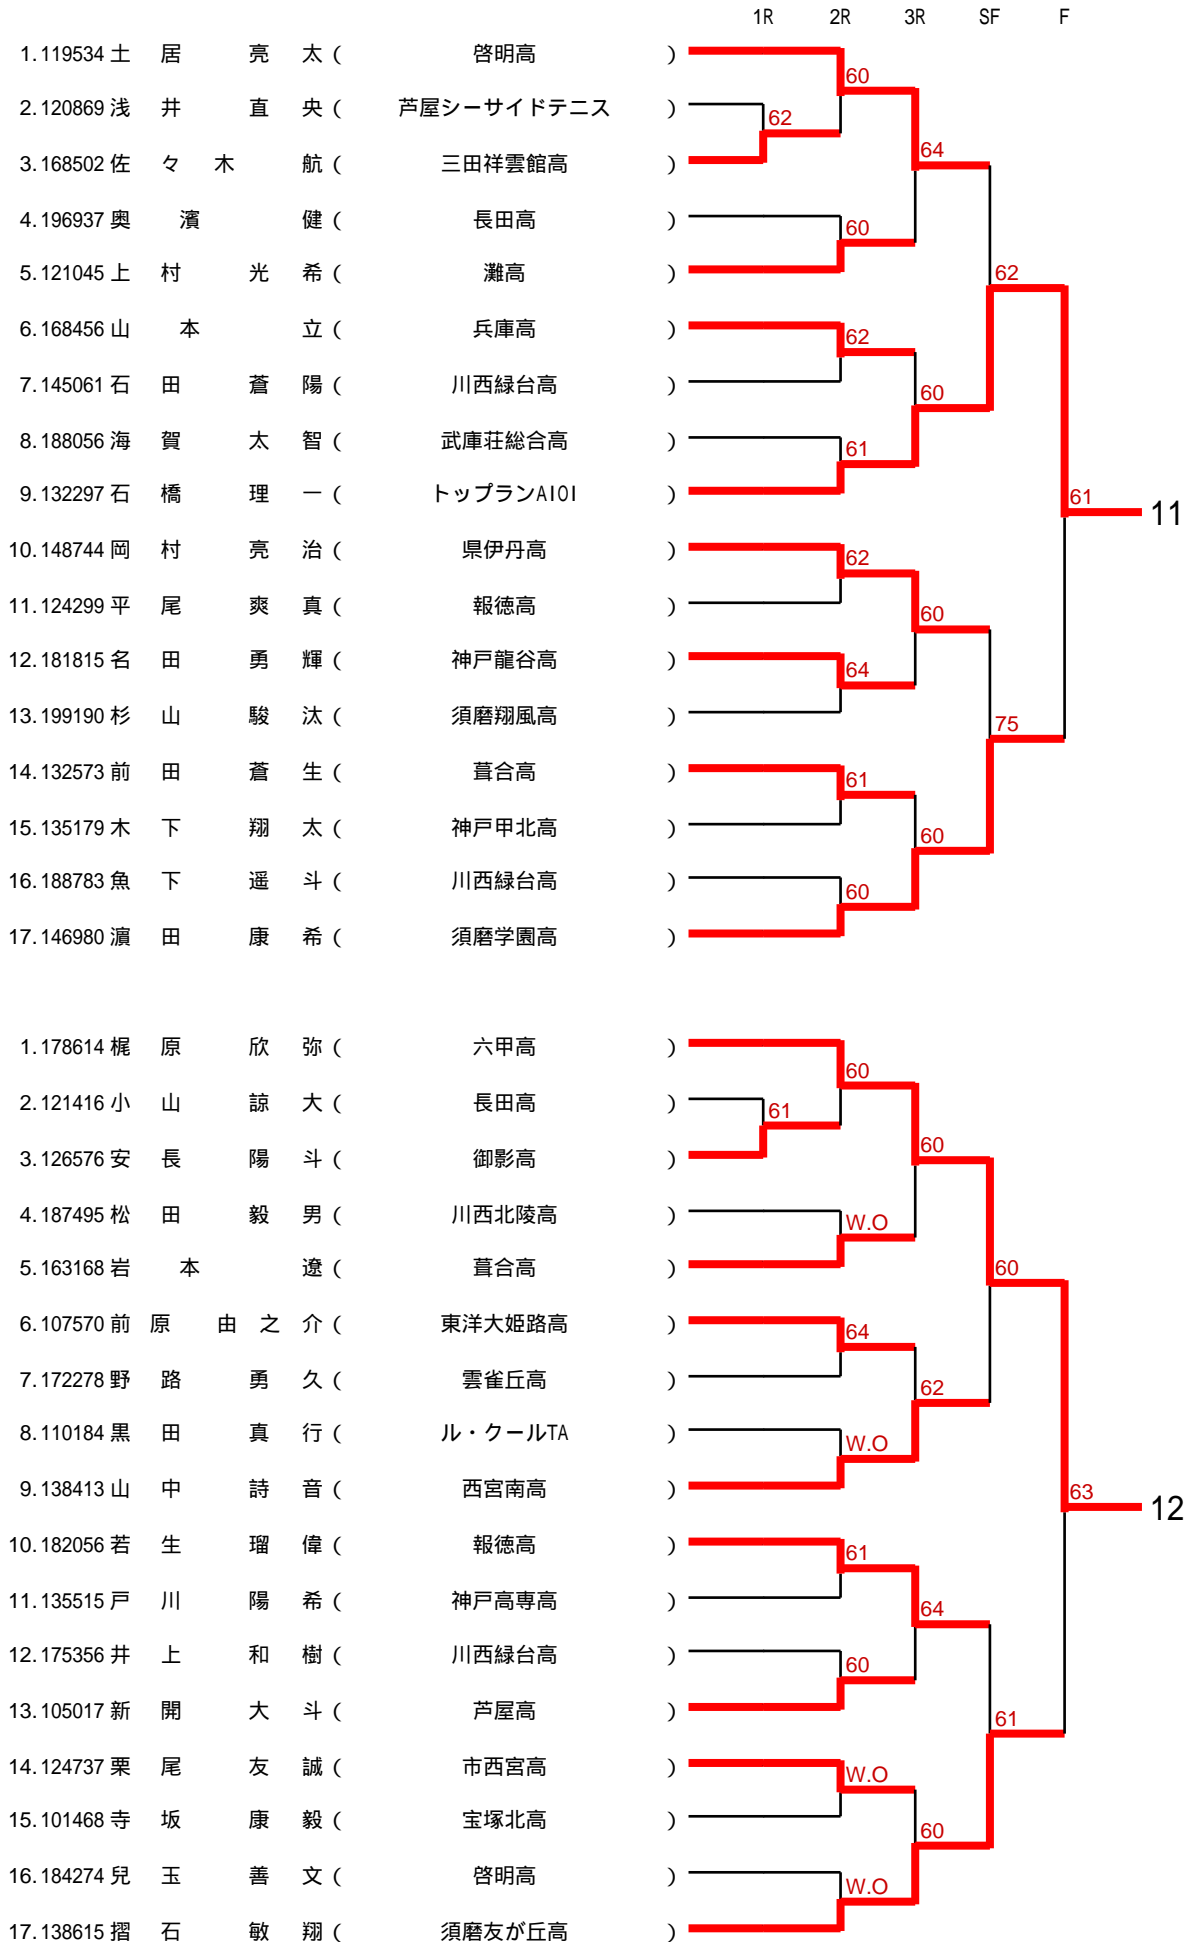 1R 2R 3R SF F
1.119534 土 居 亮 太 ( 啓明高 )
60
2.120869 浅 井 直 央 ( 芦屋シーサイドテニス )
62
64
3.168502 佐 々 木 航 ( 三田祥雲館高 )
4.196937 奥 濱 健 ( 長田高 )
60
5.121045 上 村 光 希 ( 灘高 )
62
6.168456 山 本 立 ( 兵庫高 )
62
7.145061 石 田 蒼 陽 ( 川西緑台高 )
60
8.188056 海 賀 太 智 ( 武庫荘総合高 )
61
9.132297 石 橋 理 一 ( トップランAIOI )
61
11
10.148744 岡 村 亮 治 ( 県伊丹高 )
62
11.124299 平 尾 爽 真 ( 報徳高 )
60
12.181815 名 田 勇 輝 ( 神戸龍谷高 )
64
13.199190 杉 山 駿 汰 ( 須磨翔風高 )
75
14.132573 前 田 蒼 生 ( 葺合高 )
61
15.135179 木 下 翔 太 ( 神戸甲北高 )
60
16.188783 魚 下 遥 斗 ( 川西緑台高 )
60
17.146980 濵 田 康 希 ( 須磨学園高 )
1.178614 梶 原 欣 弥 ( 六甲高 )
60
2.121416 小 山 諒 大 ( 長田高 )
61
60
3.126576 安 長 陽 斗 ( 御影高 )
4.187495 松 田 毅 男 ( 川西北陵高 )
W.O
5.163168 岩 本 遼 ( 葺合高 )
60
6.107570 前 原 由 之 介 ( 東洋大姫路高 )
64
7.172278 野 路 勇 久 ( 雲雀丘高 )
62
8.110184 黒 田 真 行 ( ル・クールTA )
W.O
9.138413 山 中 詩 音 ( 西宮南高 )
63
12
10.182056 若 生 瑠 偉 ( 報徳高 )
61
11.135515 戸 川 陽 希 ( 神戸高専高 )
64
12.175356 井 上 和 樹 ( 川西緑台高 )
60
13.105017 新 開 大 斗 ( 芦屋高 )
61
14.124737 栗 尾 友 誠 ( 市西宮高 )
W.O
15.101468 寺 坂 康 毅 ( 宝塚北高 )
60
16.184274 兒 玉 善 文 ( 啓明高 )
W.O
17.138615 摺 石 敏 翔 ( 須磨友が丘高 )